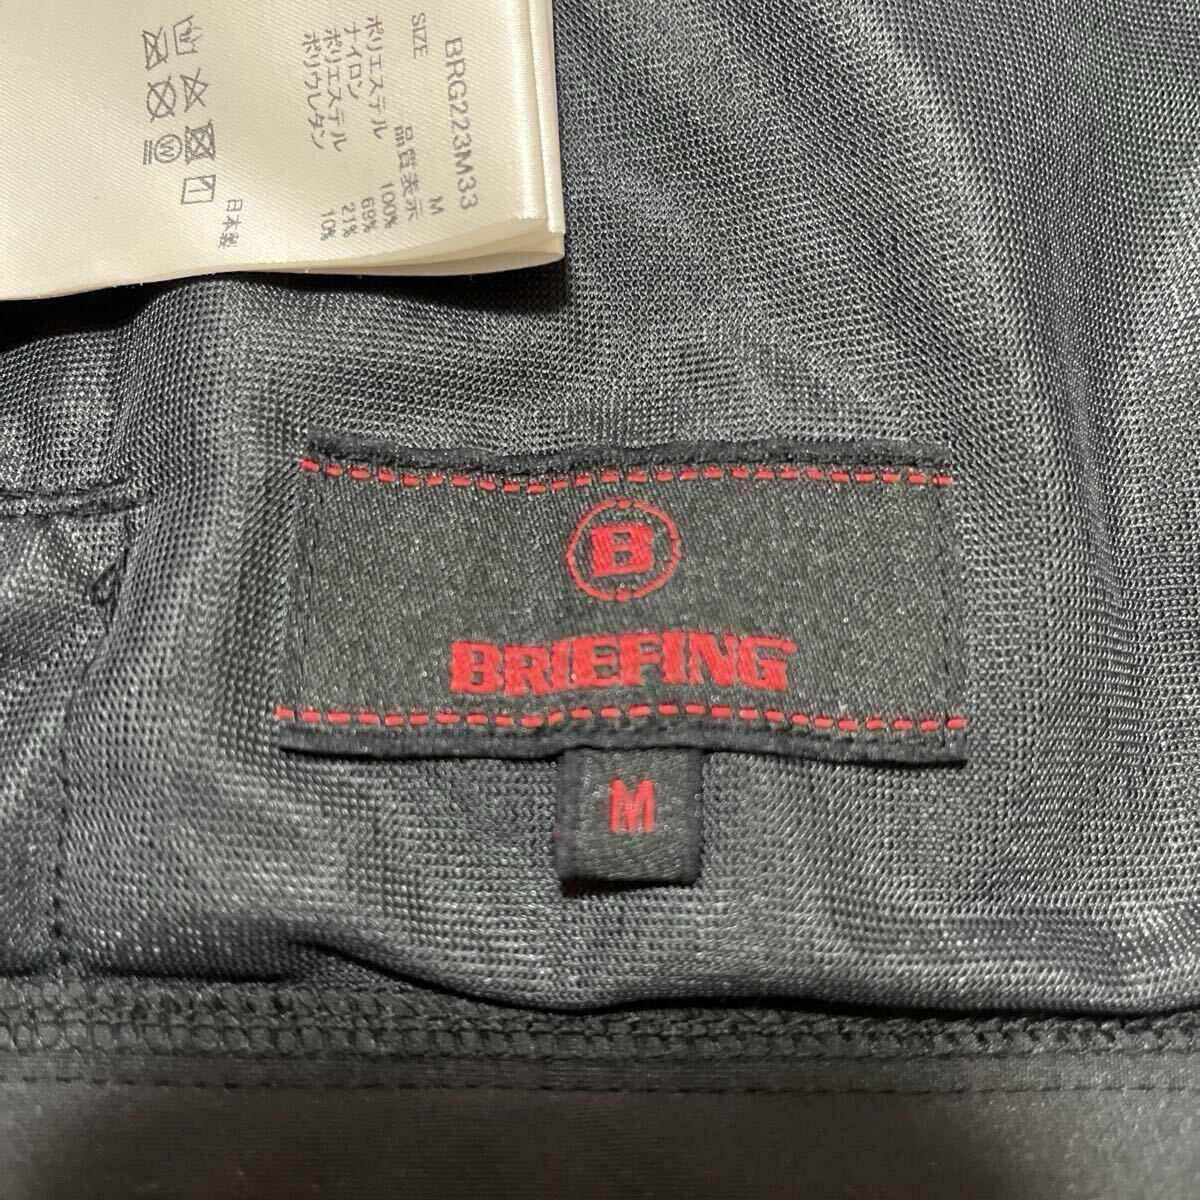 BRG223M33
SIZE M
品質表示
ポリエステル 100%
ナイロン 69%
ポリエステル 21%
ポリウレタン 10%
W
日本製
B
BRIEFING
M